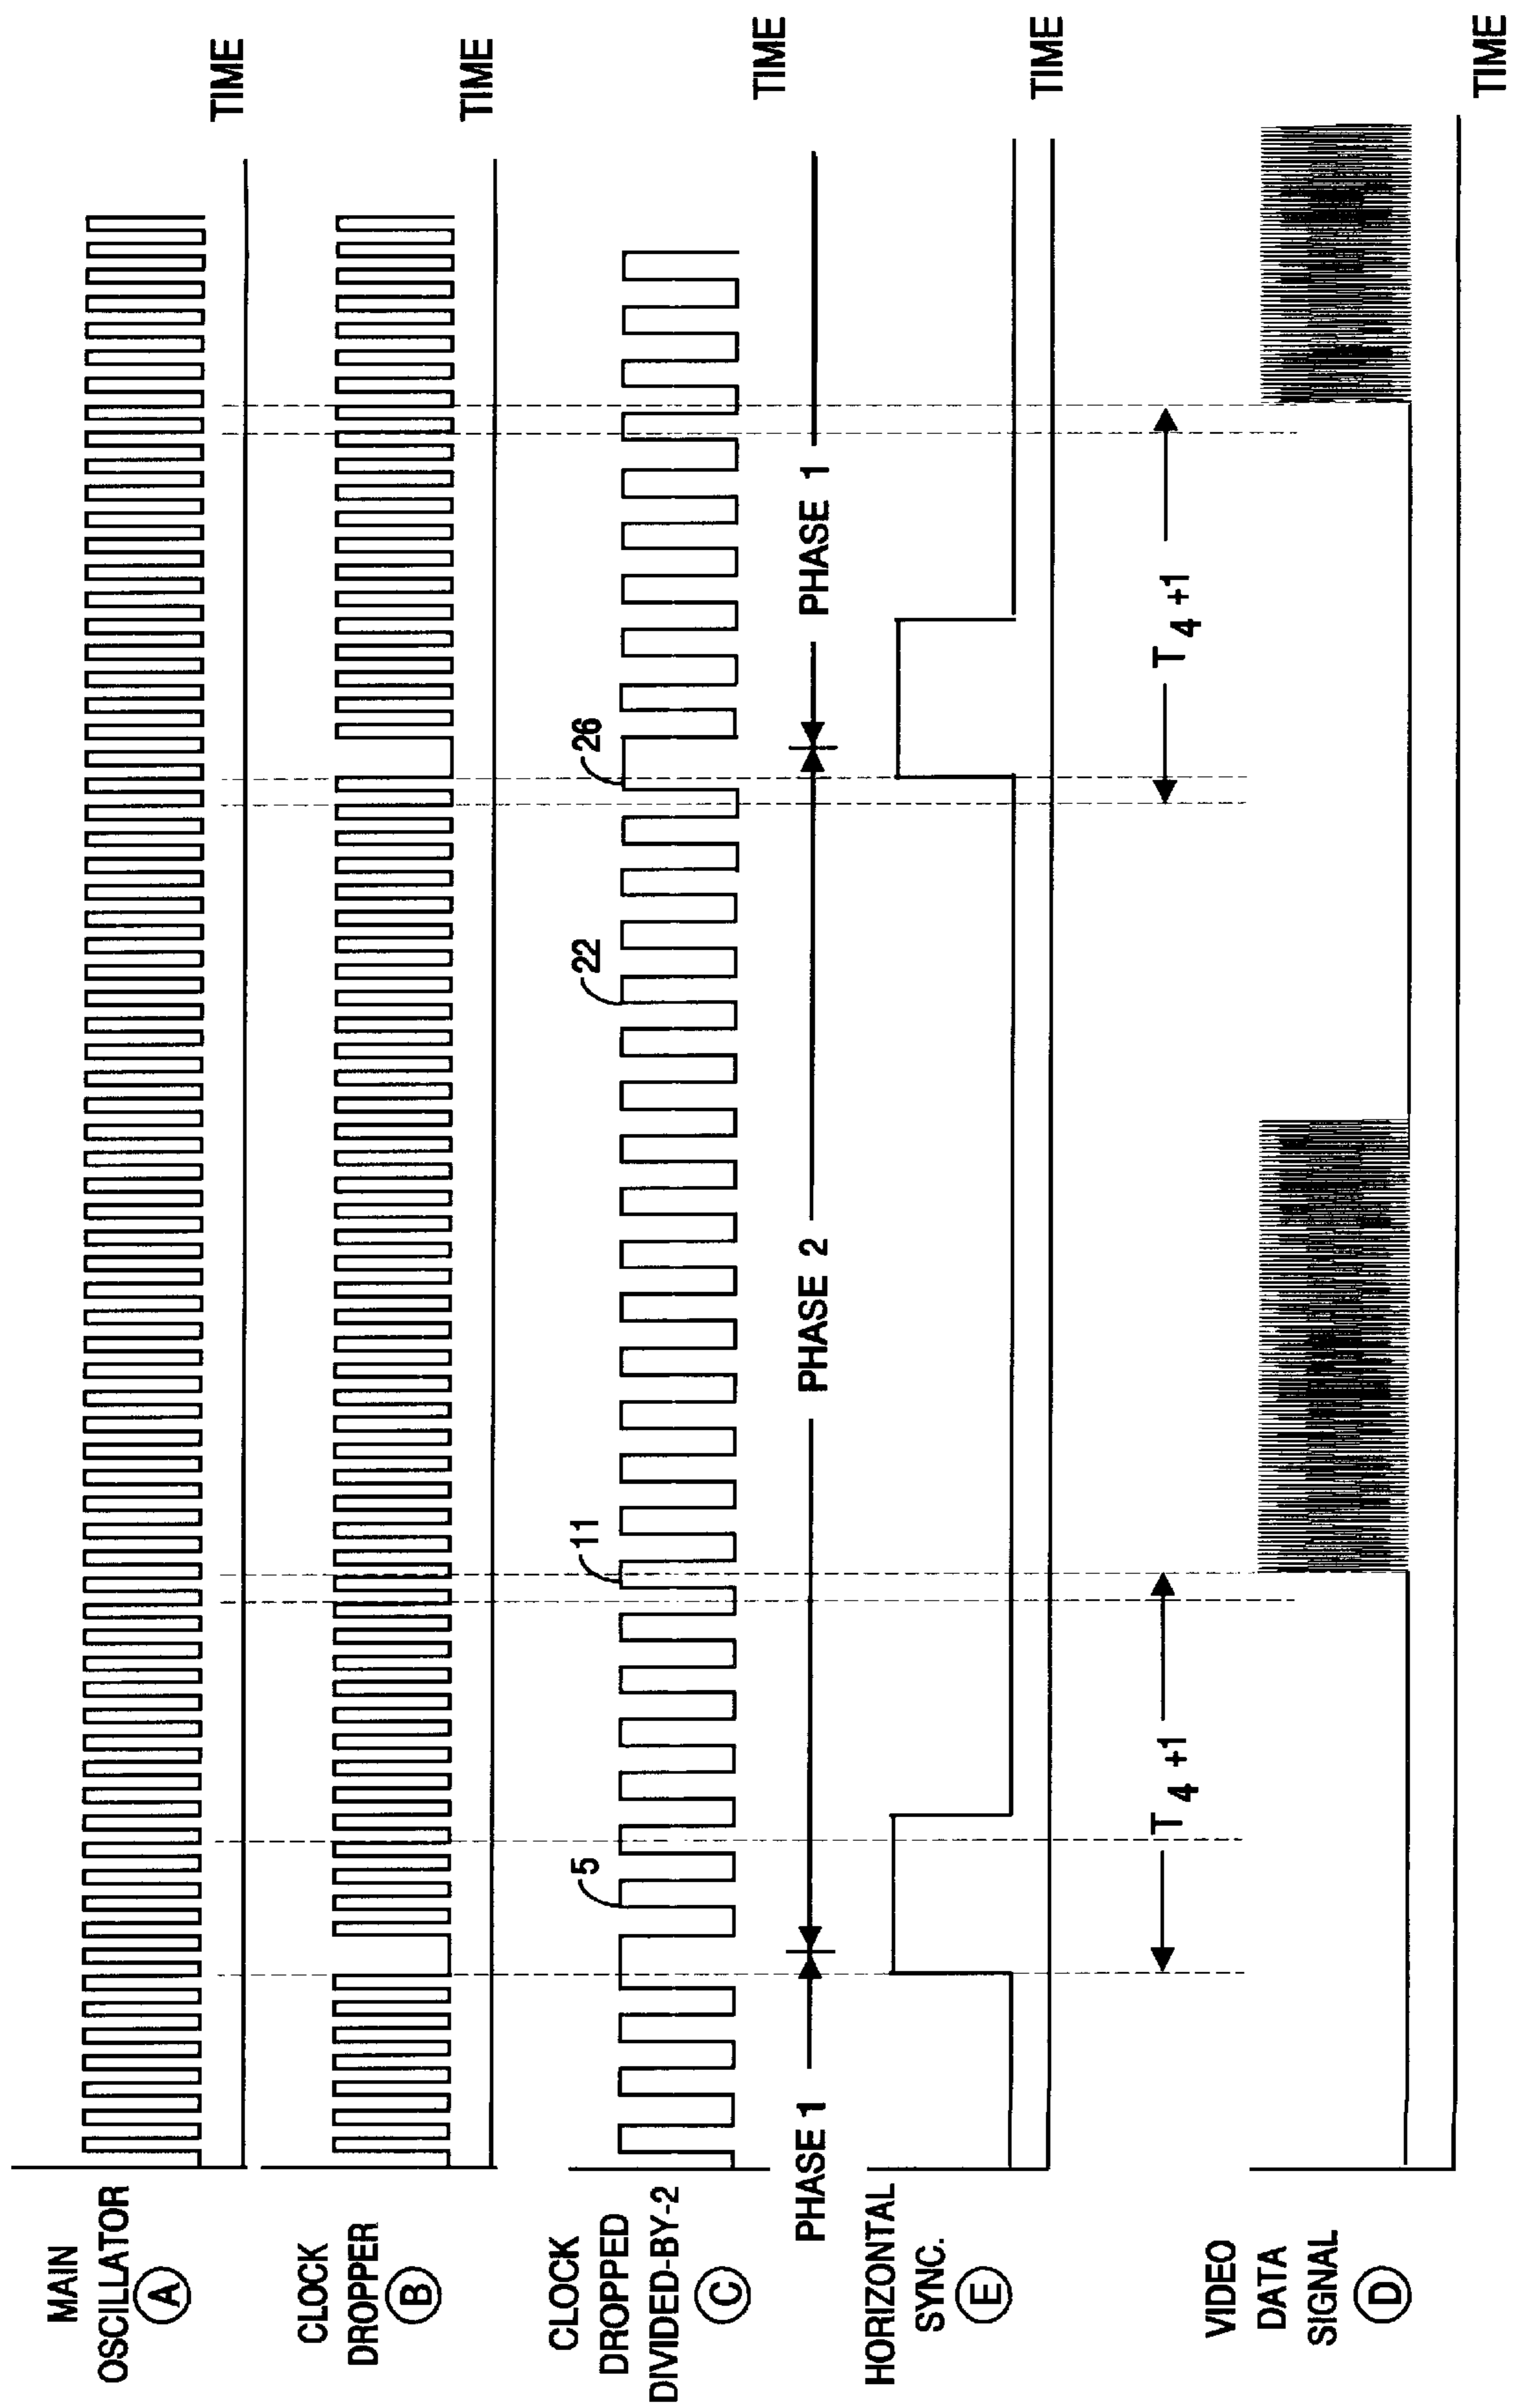 MAIN
OSCILLATOR
A
TIME
CLOCK
DROPPER
B
TIME
CLOCK
DROPPED
DIVIDED-BY-2
C
5
11
22
26
TIME
PHASE 1
PHASE 2
PHASE 1
HORIZONTAL
SYNC.
E
TIME
T4 +1
T4 +1
VIDEO
DATA
SIGNAL
D
TIME